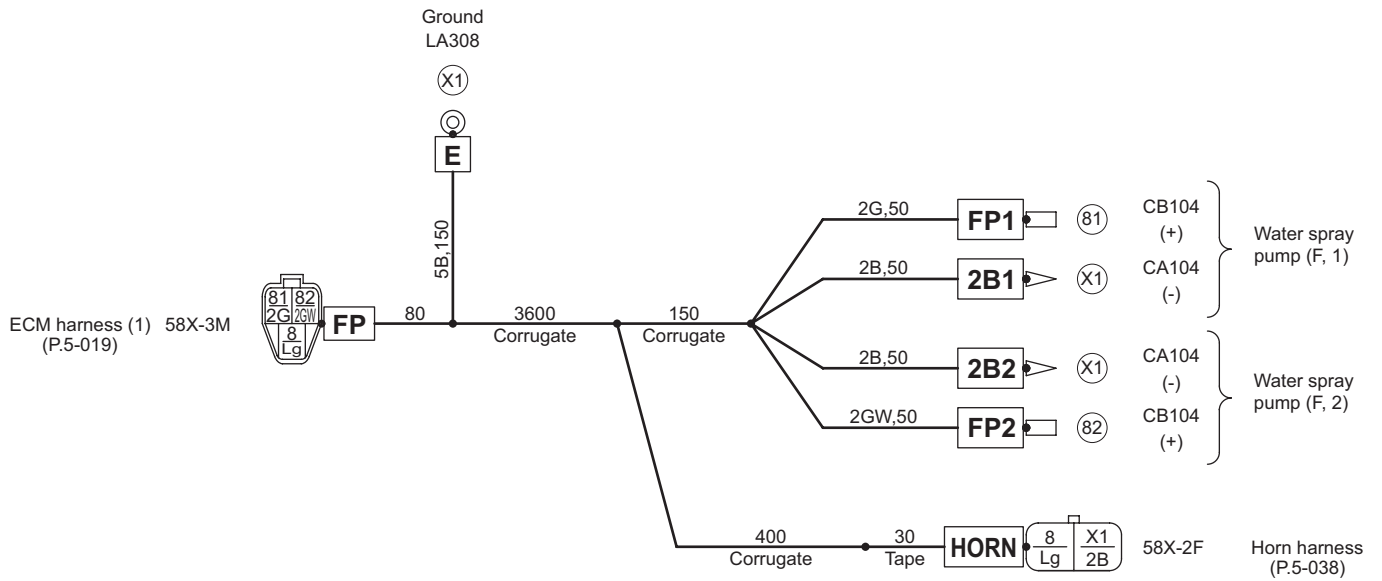 Ground
LA308
X1
E
5B,150
ECM harness (1) 58X-3M
(P.5-019)
81 82
2G 2GW
8
Lg
FP
80
3600
Corrugate
150
Corrugate
2G,50
FP1
81
CB104
(+)
2B,50
2B1
X1
CA104
(-)
Water spray
pump (F, 1)
2B,50
2B2
X1
CA104
(-)
2GW,50
FP2
82
CB104
(+)
Water spray
pump (F, 2)
400
Corrugate
30
Tape
HORN
8 X1
Lg 2B
58X-2F
Horn harness
(P.5-038)